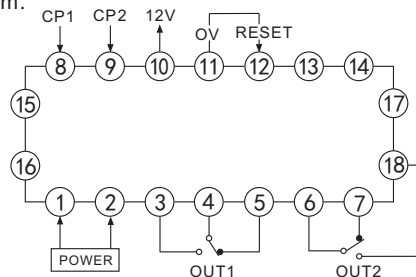 m.
CP1 CP2 12V
0V RESET
8 9 10 11 12 13 14
15 17
16 18
1 2 3 4 5 6 7
POWER OUT1 OUT2